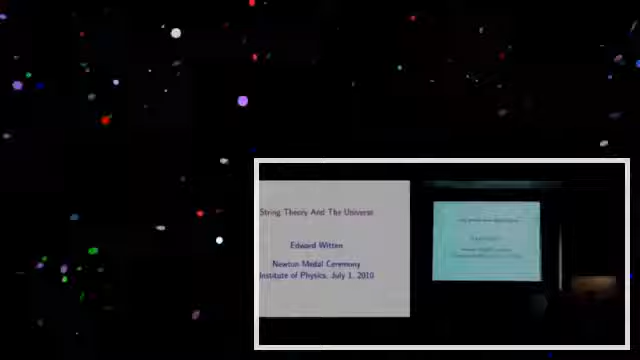 String Theory And The Universe
Edward Witten
Newton Medal Ceremony
Institute of Physics, July 1, 2010